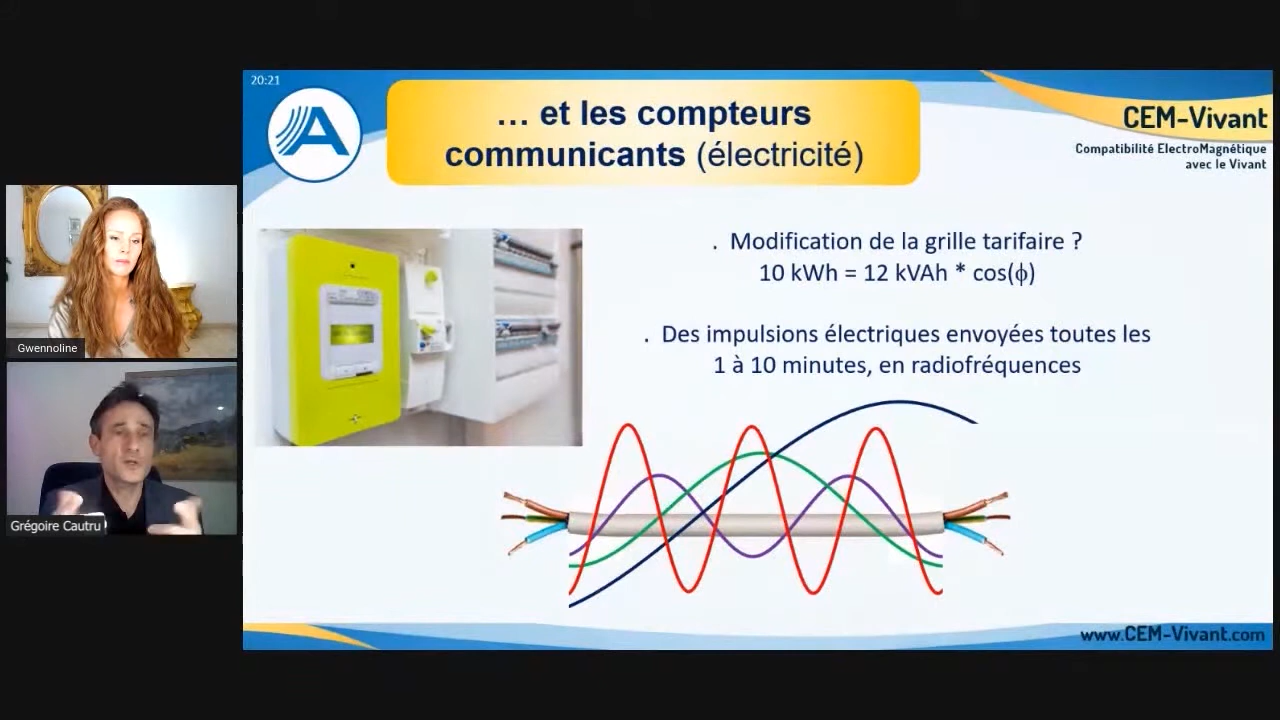 20:21
A
… et les compteurs
communicants (électricité)
CEM-Vivant
Compatibilité ElectroMagnétique
avec le Vivant
. Modification de la grille tarifaire ?
10 kWh = 12 kVAh * cos(ϕ)
. Des impulsions électriques envoyées toutes les
1 à 10 minutes, en radiofréquences
Gwennoline
Grégoire Cautru
www.CEM-Vivant.com